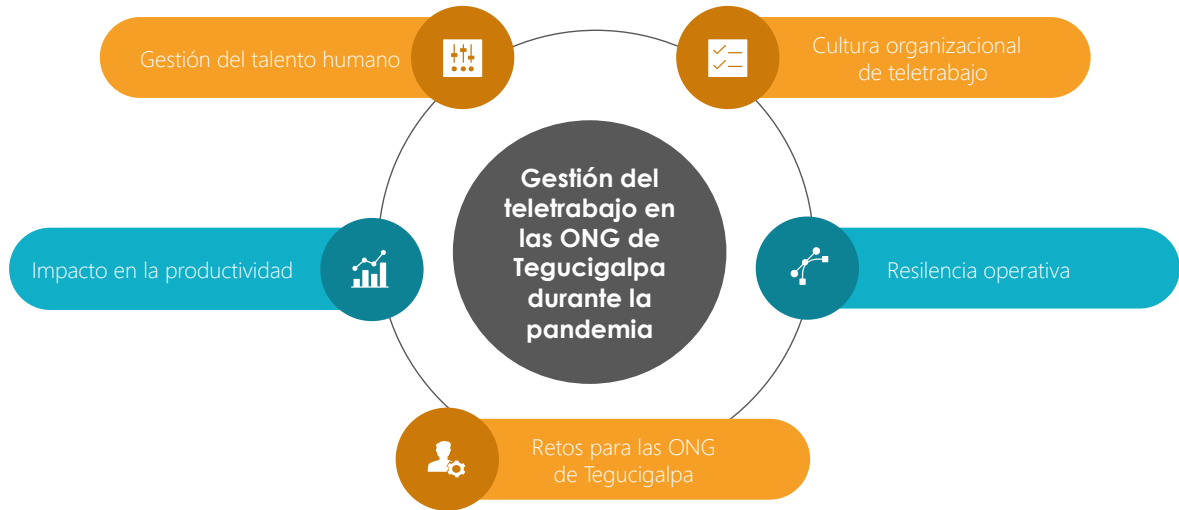 Gestión del talento humano
Cultura organizacional
de teletrabajo
Gestión del
teletrabajo en
las ONG de
Tegucigalpa
durante la
pandemia
Impacto en la productividad
Resilencia operativa
Retos para las ONG
de Tegucigalpa